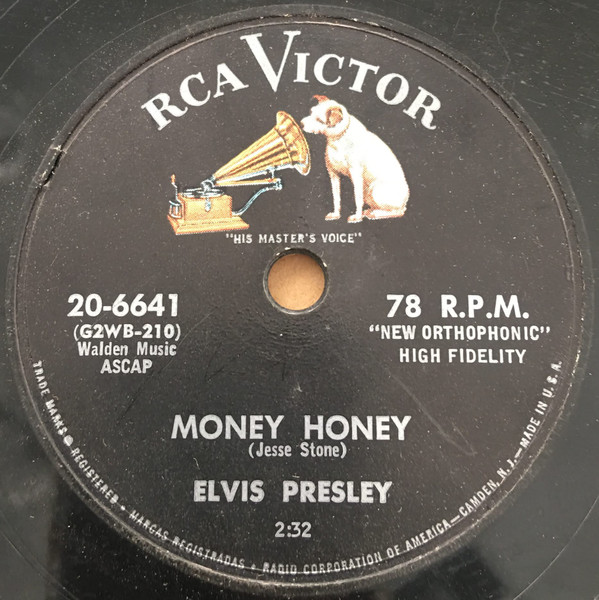 RCA VICTOR
"HIS MASTER'S VOICE"
20-6641
(G2WB-210)
Walden Music
ASCAP
78 R.P.M.
"NEW ORTHOPHONIC"
HIGH FIDELITY
MONEY HONEY
(Jesse Stone)
ELVIS PRESLEY
2:32
TRADE MARKS ® REGISTERED • MARCAS REGISTRADAS • RADIO CORPORATION OF AMERICA—CAMDEN, N. J.—MADE IN U.S.A.